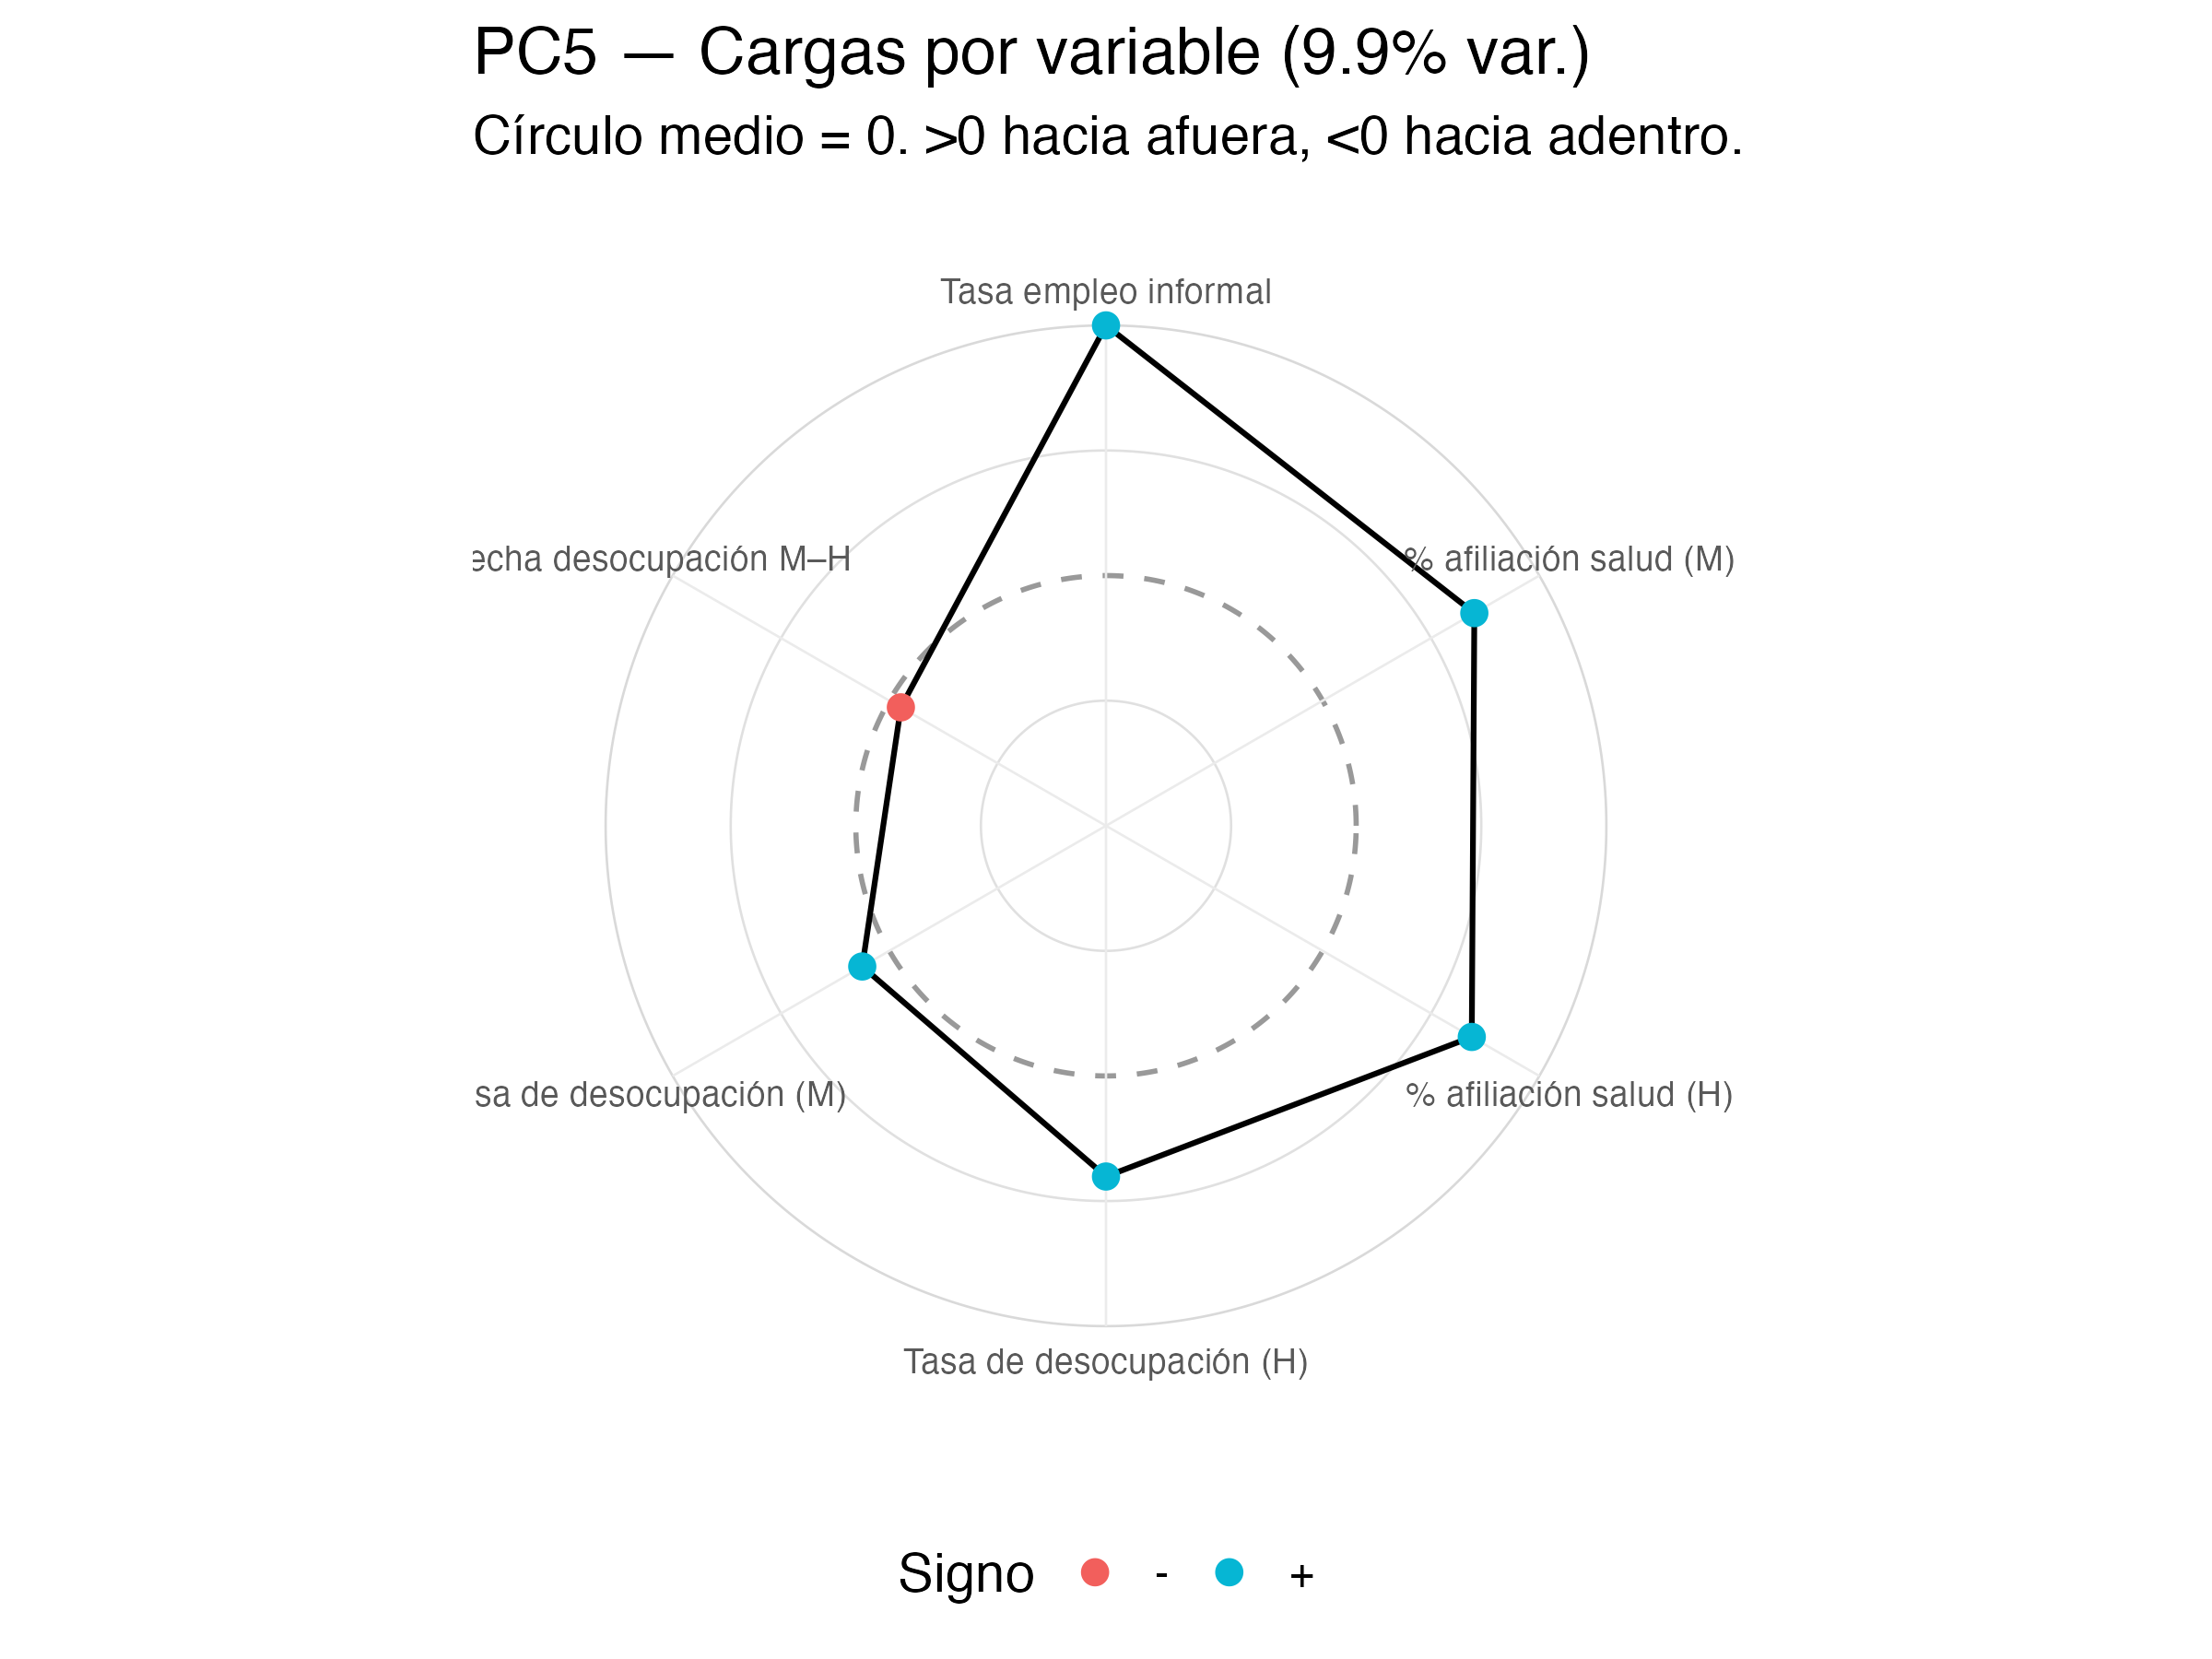 PC5 — Cargas por variable (9.9% var.)
Círculo medio = 0. >0 hacia afuera, <0 hacia adentro.
Tasa empleo informal
echa desocupación M–H
% afiliación salud (M)
sa de desocupación (M)
% afiliación salud (H)
Tasa de desocupación (H)
Signo - +